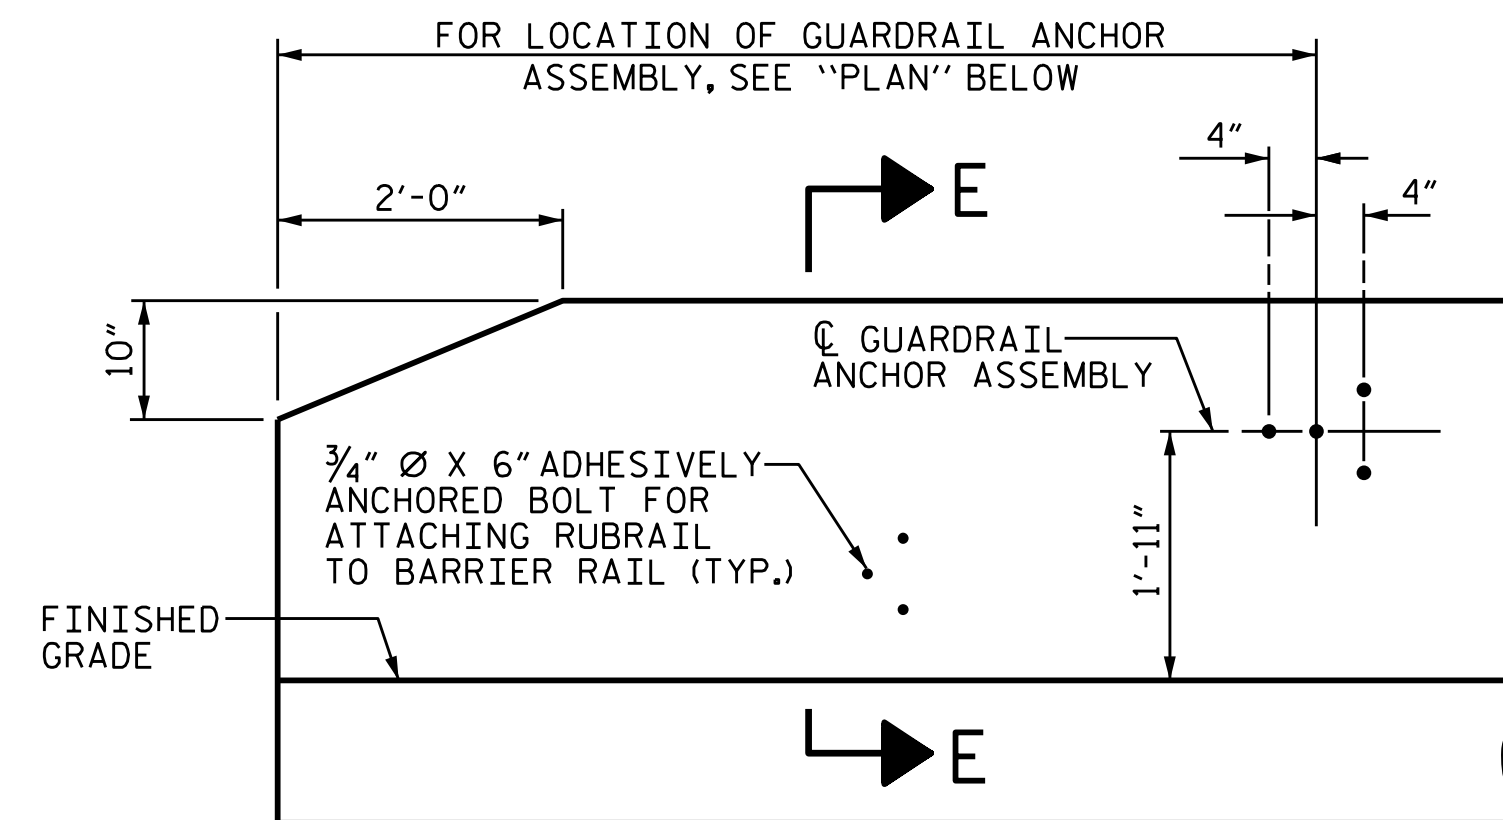 FOR LOCATION OF GUARDRAIL ANCHOR
ASSEMBLY, SEE ‵‵PLAN″ BELOW
4″
E
2'-0″
4″
10″
℄ GUARDRAIL
ANCHOR ASSEMBLY
¾″ Ø X 6″ ADHESIVELY
ANCHORED BOLT FOR
ATTACHING RUBRAIL
TO BARRIER RAIL (TYP.)
1'-11″
FINISHED
GRADE
E